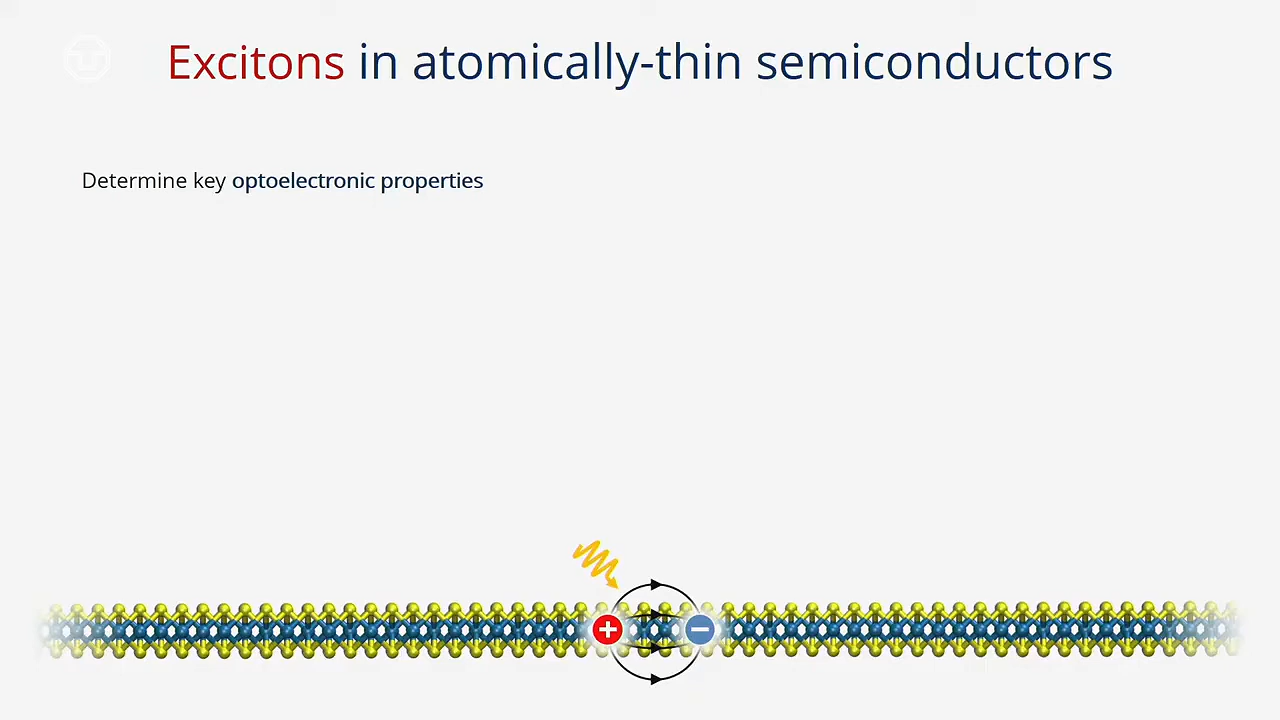 Excitons in atomically-thin semiconductors
Determine key optoelectronic properties
+ −